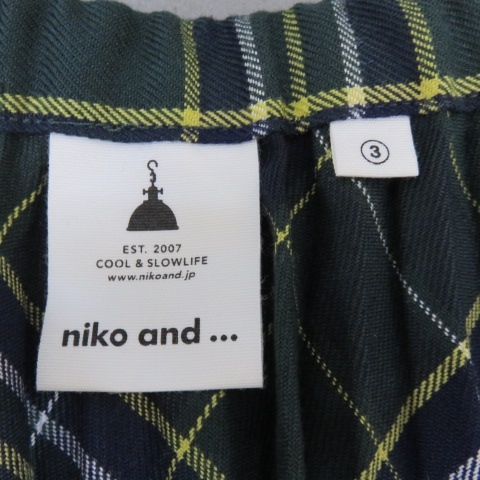 ③
EST. 2007
COOL & SLOWLIFE
www.nikoand.jp
niko and ...